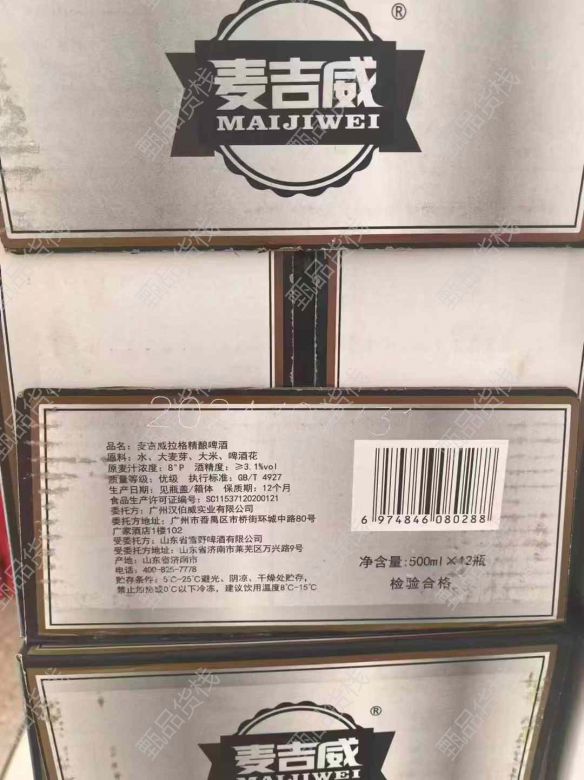 ®
麦吉威
MAIJIWEI
品名：麦吉威拉格精酿啤酒
原料：水、大麦芽、大米、啤酒花
原麦汁浓度：8°P 酒精度：≥3.1%vol
质量等级：优级 执行标准：GB/T 4927
生产日期：见瓶盖/箱体 保质期：12个月
食品生产许可证编号：SC11537120200121
委托方：广州汉伯威实业有限公司
委托方地址：广州市番禺区市桥街环城中路80号
广家酒店1楼102
受委托方：山东省雪野啤酒有限公司
受委托方地址：山东省济南市莱芜区万兴路9号
产地：山东省济南市
电话：400-825-7778
贮存条件：5℃-25℃避光、阴凉、干燥处贮存，
禁止0℃以下冷冻，建议饮用温度8℃-15℃
6 974846 080288
净含量：500ml×12瓶
检验合格
®
麦吉威
MAIJIWEI
甄品货栈